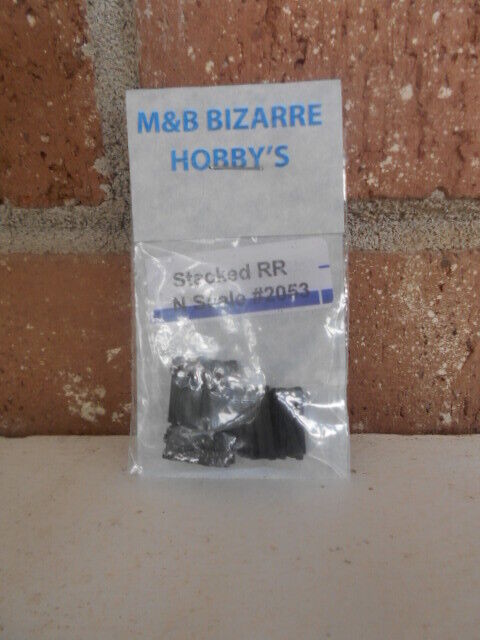 M&B BIZARRE
HOBBY'S
Stacked RR
N Scale #2053